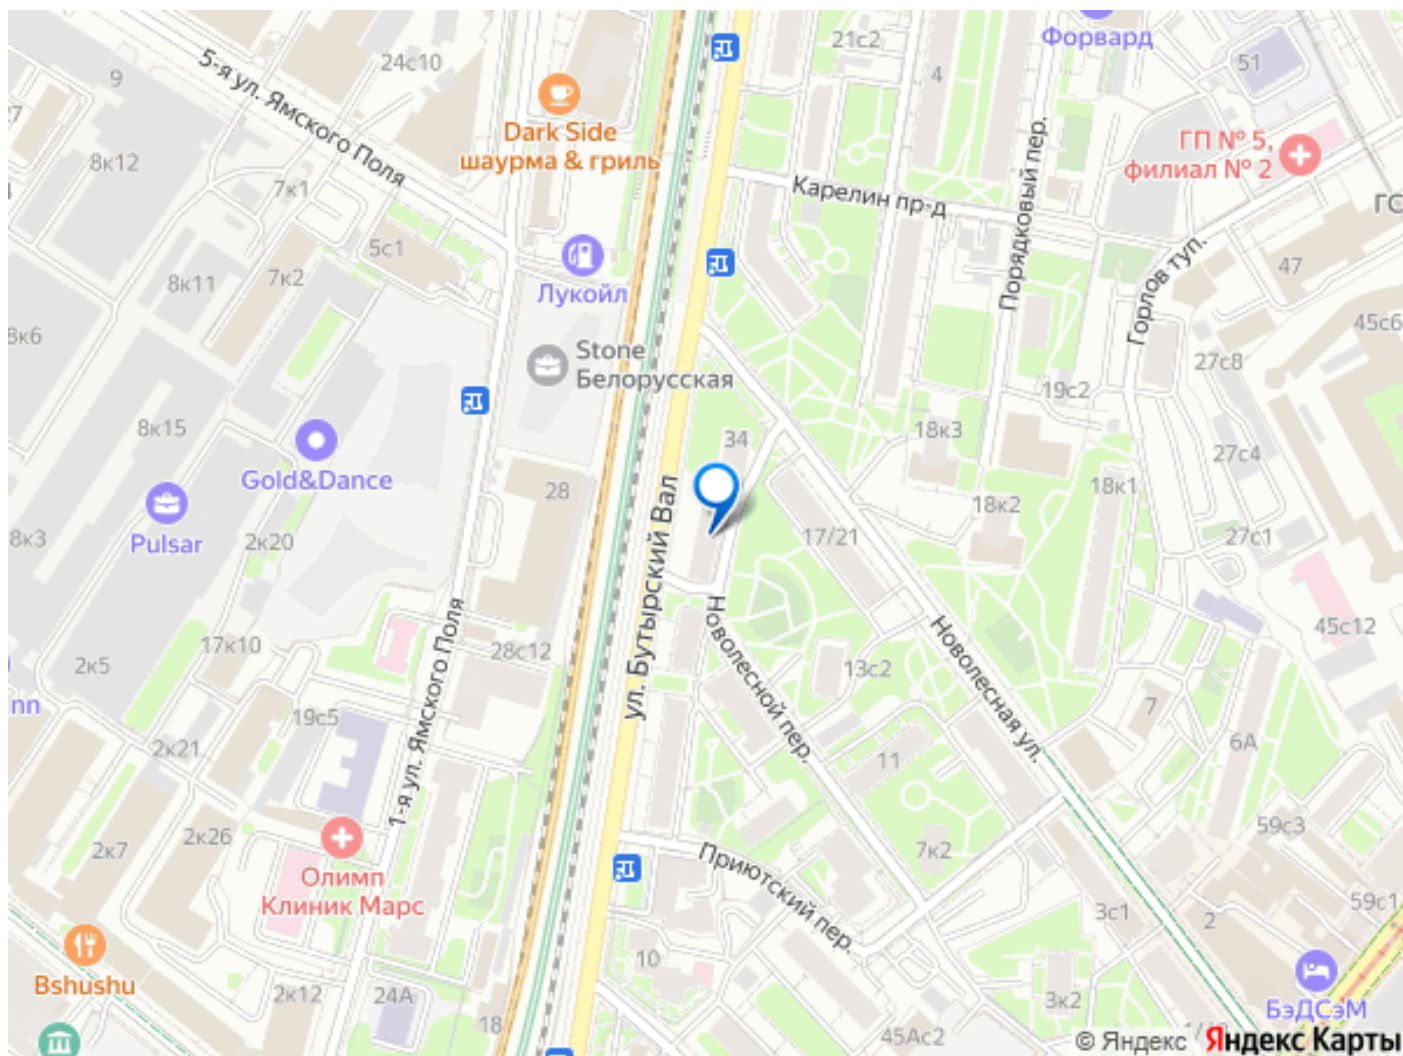 21с2
Форвард
5-я ул. Ямского Поля
24с10
51
9
4
Dark Side
шаурма & гриль
ГП № 5,
филиал № 2
8к12
Порядковый пер.
7к1
Карелин пр-д
ГС
5с1
8к11
7к2
Лукойл
Горлов туп.
47
45с6
8к6
Stone
Белорусская
27с8
19с2
8к15
34
18к3
27с4
Gold&Dance
28
18к1
18к2
Pulsar
2к20
8к3
17/21
27с1
ул. Бутырский Вал
1-я ул. Ямского Поля
Новолесной пер.
Новолесная ул.
45с12
17к10
28с12
2к5
13с2
nn
19с5
7
2к21
6А
11
2к26
2к7
7к2
59с3
Приютский пер.
Олимп
Клиник Марс
3с1
2
59с1
Bshushu
10
2к12
24А
18
3к2
БэДСэМ
45Ас2
© Яндекс Яндекс Карты